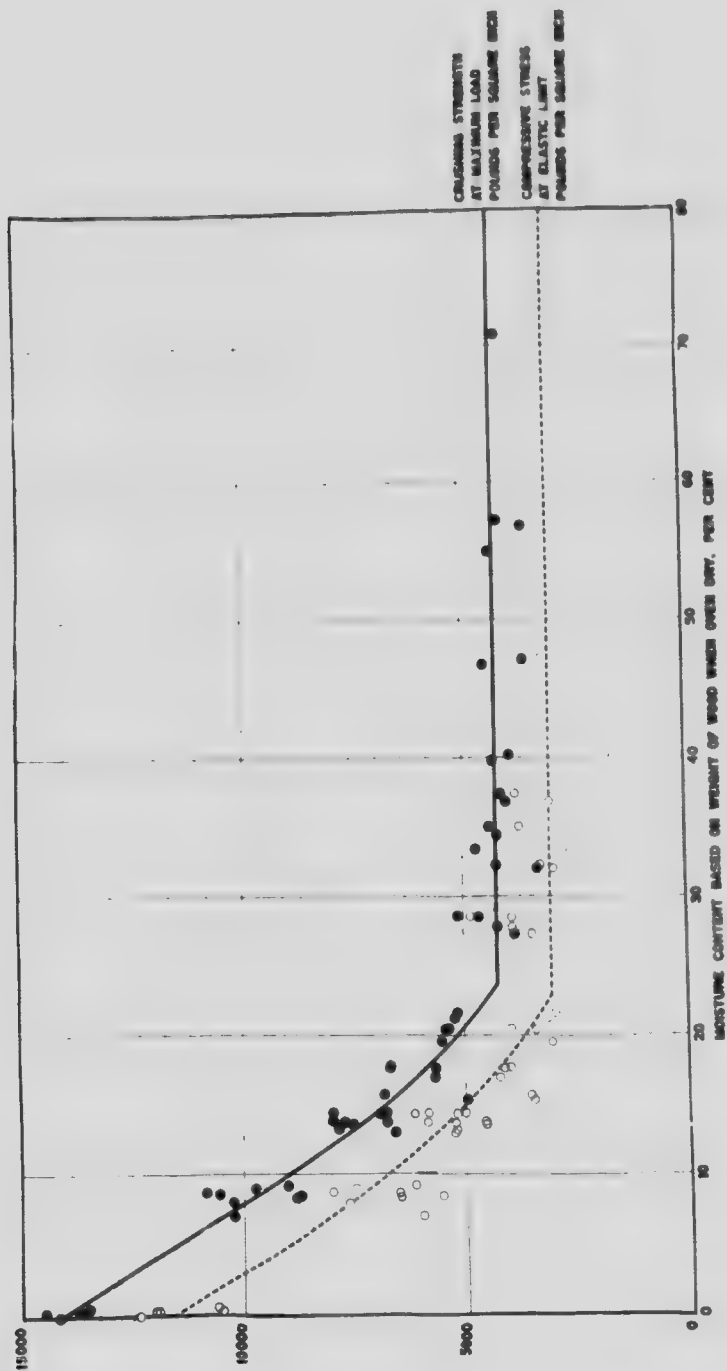 CRUSHING STRENGTH
AT MAXIMUM LOAD
POUNDS PER SQUARE INCH
COMPRESSIVE STRESS
AT ELASTIC LIMIT
POUNDS PER SQUARE INCH
15000
10000
5000
0
0
10
20
30
40
50
60
70
80
MOISTURE CONTENT BASED ON WEIGHT OF WOOD WHEN OVEN DRY. PER CENT